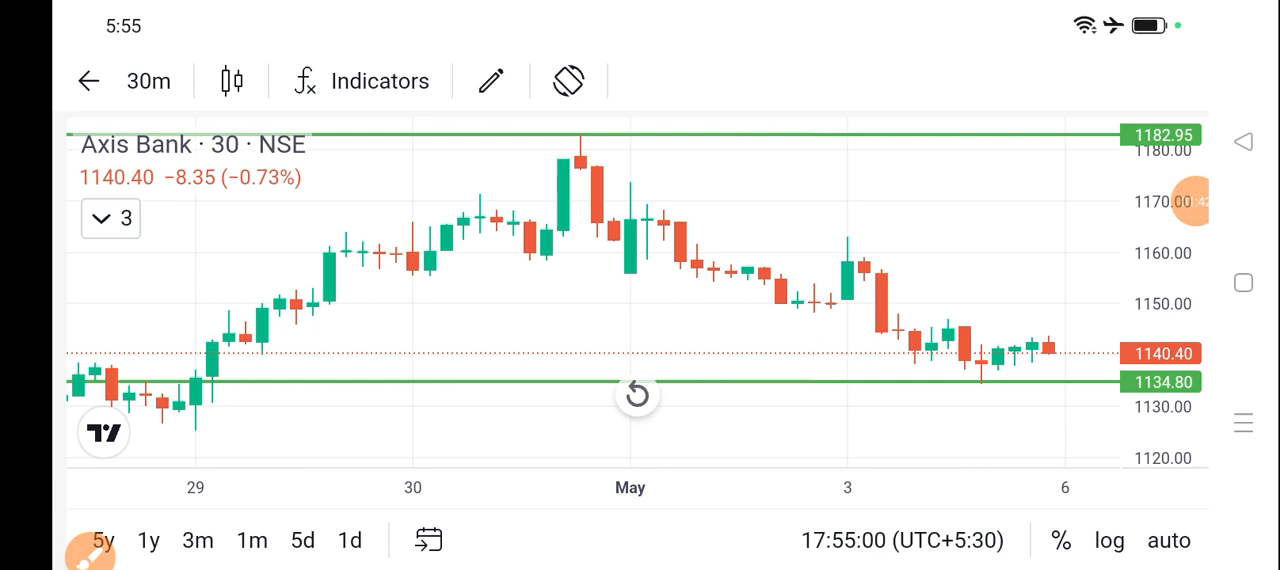 5:55
30m
Indicators
Axis Bank · 30 · NSE
1140.40 −8.35 (−0.73%)
3
1182.95
1180.00
1170.00
1160.00
1150.00
1140.40
1134.80
1130.00
1120.00
29 30 May 3 6
5y 1y 3m 1m 5d 1d
17:55:00 (UTC+5:30)
% log auto